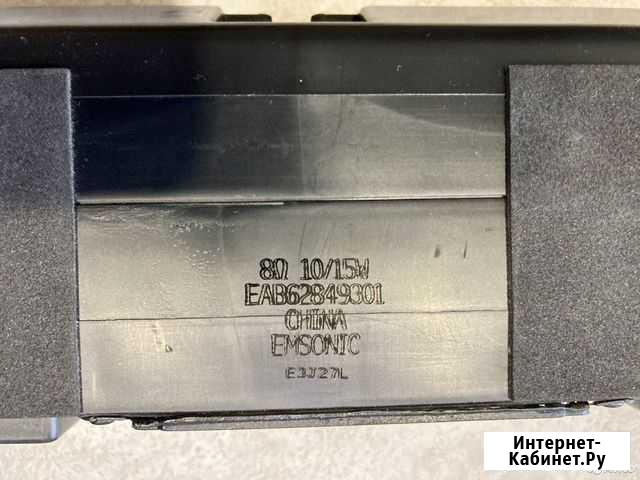 8Ω 10/15W
EAB62849301
CHINA
EMSONIC
E3J27L
Интернет-
Кабинет.Ру